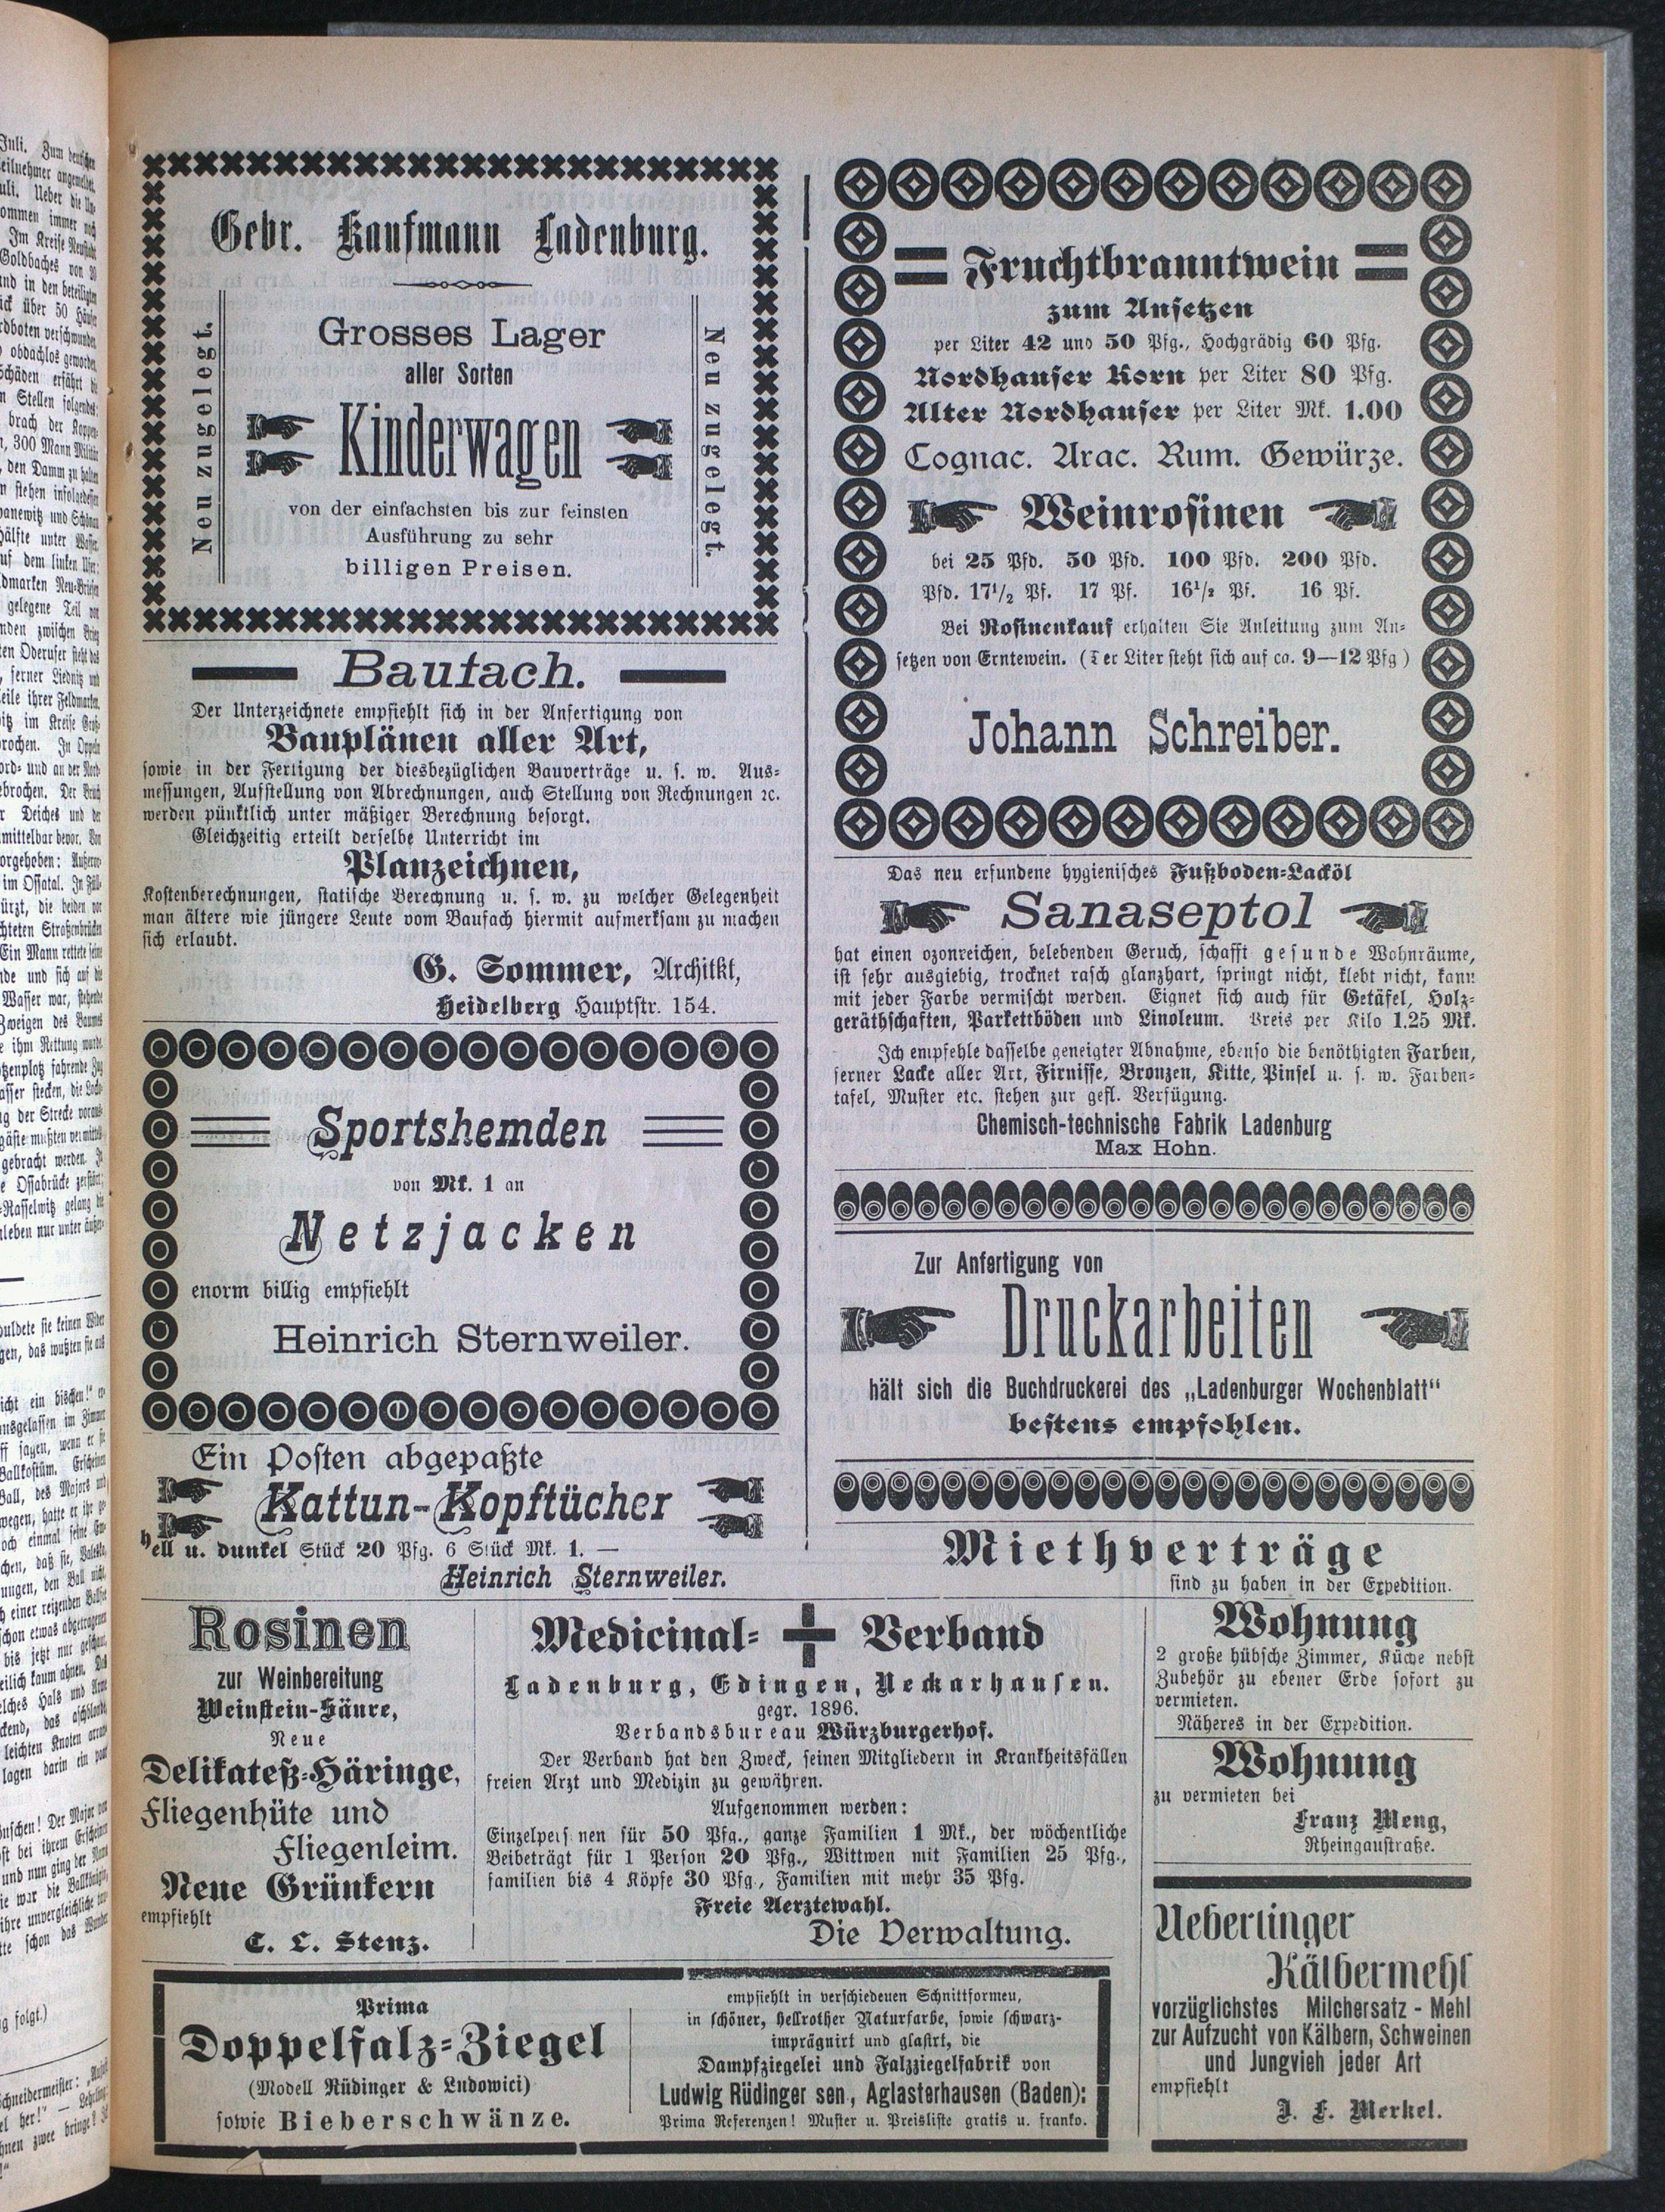 Gebr. Kaufmann Ladenburg.
Neu zugelegt.
Grosses Lager
aller Sorten
Kinderwagen
von der einfachsten bis zur feinsten
Ausführung zu sehr
billigen Preisen.
Neu zugelegt.
Baufach.
Der Unterzeichnete empfiehlt sich in der Anfertigung von
Bauplänen aller Art,
sowie in der Fertigung der diesbezüglichen Bauverträge u. s. w. Aus-
messungen, Aufstellung von Abrechnungen, auch Stellung von Rechnungen ꝛc.
werden pünktlich unter mäßiger Berechnung besorgt.
Gleichzeitig erteilt derselbe Unterricht im
Planzeichnen,
Kostenberechnungen, statische Berechnung u. s. w. zu welcher Gelegenheit
man ältere wie jüngere Leute vom Baufach hiermit aufmerksam zu machen
sich erlaubt.
G. Sommer, Architkt,
Heidelberg Hauptstr. 154.
Sportshemden
von Mk. 1 an
Netzjacken
enorm billig empfiehlt
Heinrich Sternweiler.
Ein Posten abgepaßte
Kattun-Kopftücher
hell u. dunkel Stück 20 Pfg. 6 Stück Mk. 1. —
Heinrich Sternweiler.
Fruchtbranntwein
zum Ansetzen
per Liter 42 und 50 Pfg., Hochgrädig 60 Pfg.
Nordhauser Korn per Liter 80 Pfg.
Alter Nordhauser per Liter Mk. 1.00
Cognac. Arac. Rum. Gewürze.
Weinrosinen
bei 25 Pfd. 50 Pfd. 100 Pfd. 200 Pfd.
Pfd. 17½ Pf. 17 Pf. 16½ Pf. 16 Pf.
Bei Rosinenkauf erhalten Sie Anleitung zum An-
setzen von Erntewein. (Der Liter steht sich auf ca. 9—12 Pfg)
Johann Schreiber.
Das neu erfundene hygienisches Fußboden-Lacköl
Sanaseptol
hat einen ozonreichen, belebenden Geruch, schafft gesunde Wohnräume,
ist sehr ausgiebig, trocknet rasch glanzhart, springt nicht, klebt nicht, kann
mit jeder Farbe vermischt werden. Eignet sich auch für Getäfel, Holz-
geräthschaften, Parkettböden und Linoleum. Preis per Kilo 1.25 Mk.
Ich empfehle dasselbe geneigter Abnahme, ebenso die benöthigten Farben,
ferner Lacke aller Art, Firnisse, Bronzen, Kitte, Pinsel u. s. w. Farben-
tafel, Muster etc. stehen zur gefl. Verfügung.
Chemisch-technische Fabrik Ladenburg
Max Hohn.
Zur Anfertigung von
Druckarbeiten
hält sich die Buchdruckerei des „Ladenburger Wochenblatt“
bestens empfohlen.
Miethverträge
sind zu haben in der Expedition.
Rosinen
zur Weinbereitung
Weinstein-Säure,
Neue
Delikateß-Häringe,
Fliegenhüte und
Fliegenleim.
Neue Grünkern
empfiehlt
C. L. Stenz.
Medicinal- Verband
Ladenburg, Edingen, Neckarhausen.
gegr. 1896.
Verbandsbureau Würzburgerhof.
Der Verband hat den Zweck, seinen Mitgliedern in Krankheitsfällen
freien Arzt und Medizin zu gewähren.
Aufgenommen werden:
Einzelpersonen für 50 Pfg., ganze Familien 1 Mk., der wöchentliche
Beibeträgt für 1 Person 20 Pfg., Wittwen mit Familien 25 Pfg.,
familien bis 4 Köpfe 30 Pfg., Familien mit mehr 35 Pfg.
Freie Aerztewahl.
Die Verwaltung.
Wohnung
2 große hübsche Zimmer, Küche nebst
Zubehör zu ebener Erde sofort zu
vermieten.
Näheres in der Expedition.
Wohnung
zu vermieten bei
Franz Meng,
Rheingaustraße.
Ueberlinger
Kälbermehl
vorzüglichstes Milchersatz-Mehl
zur Aufzucht von Kälbern, Schweinen
und Jungvieh jeder Art
empfiehlt
J. F. Merkel.
Prima
Doppelfalz-Ziegel
(Modell Rüdinger & Ludowici)
sowie Bieberschwänze.
empfiehlt in verschiedenen Schnittformen,
in schöner, hellrother Naturfarbe, sowie schwarz-
imprägnirt und glasirt, die
Dampfziegelei und Falzziegelfabrik von
Ludwig Rüdinger sen., Aglasterhausen (Baden):
Prima Referenzen! Muster u. Preisliste gratis u. franko.